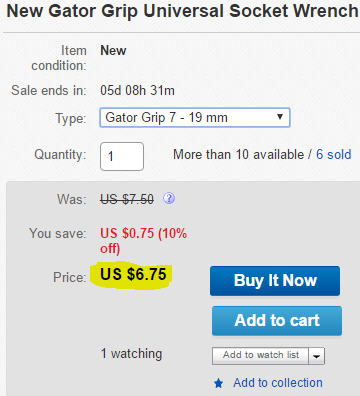 New Gator Grip Universal Socket Wrench
Item condition: New
Sale ends in: 05d 08h 31m
Type: Gator Grip 7 - 19 mm
Quantity: 1 More than 10 available / 6 sold
Was: US $7.50 ?
You save: US $0.75 (10% off)
Price: US $6.75
Buy It Now
Add to cart
1 watching
Add to watch list
Add to collection